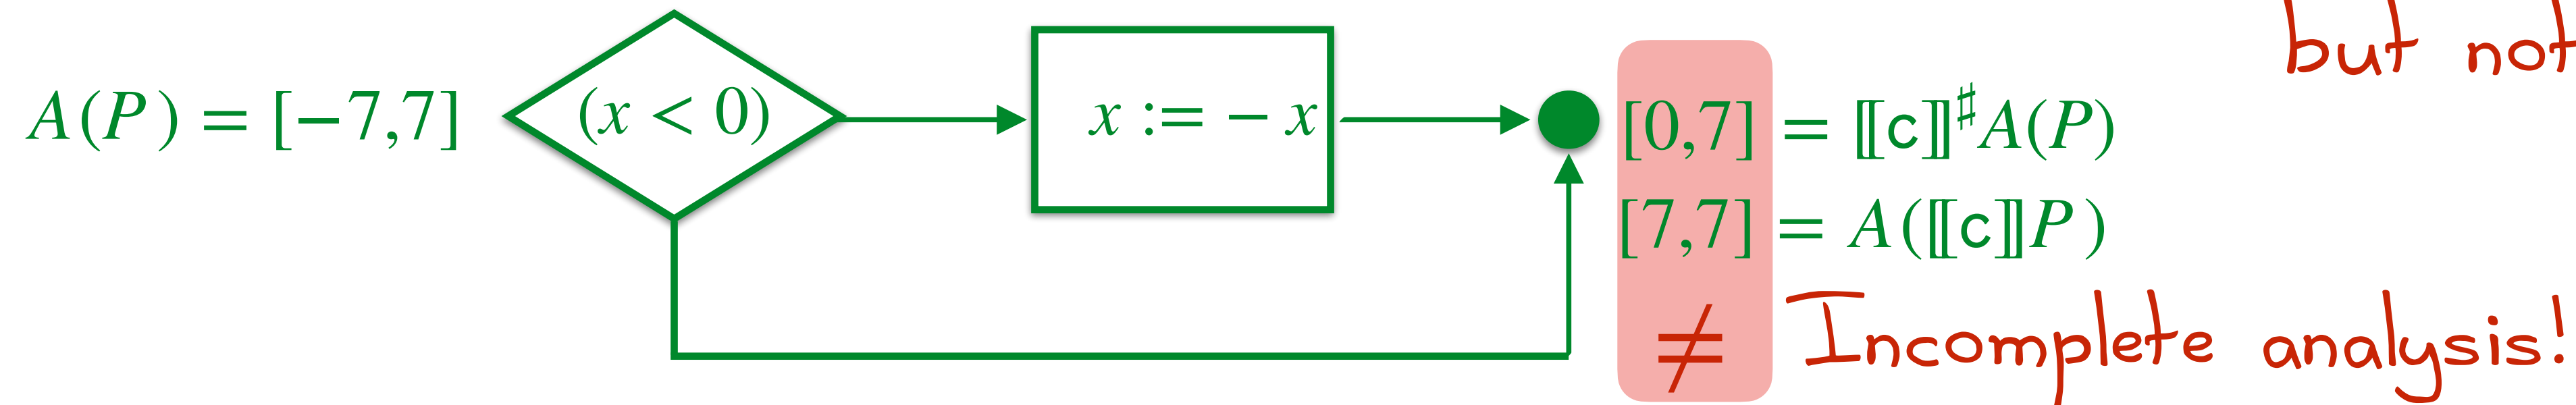 but not
A(P) = [−7,7]
(x < 0)
x := − x
[0,7] = ⟦c⟧♯A(P)
[7,7] = A(⟦c⟧P)
≠ Incomplete analysis!